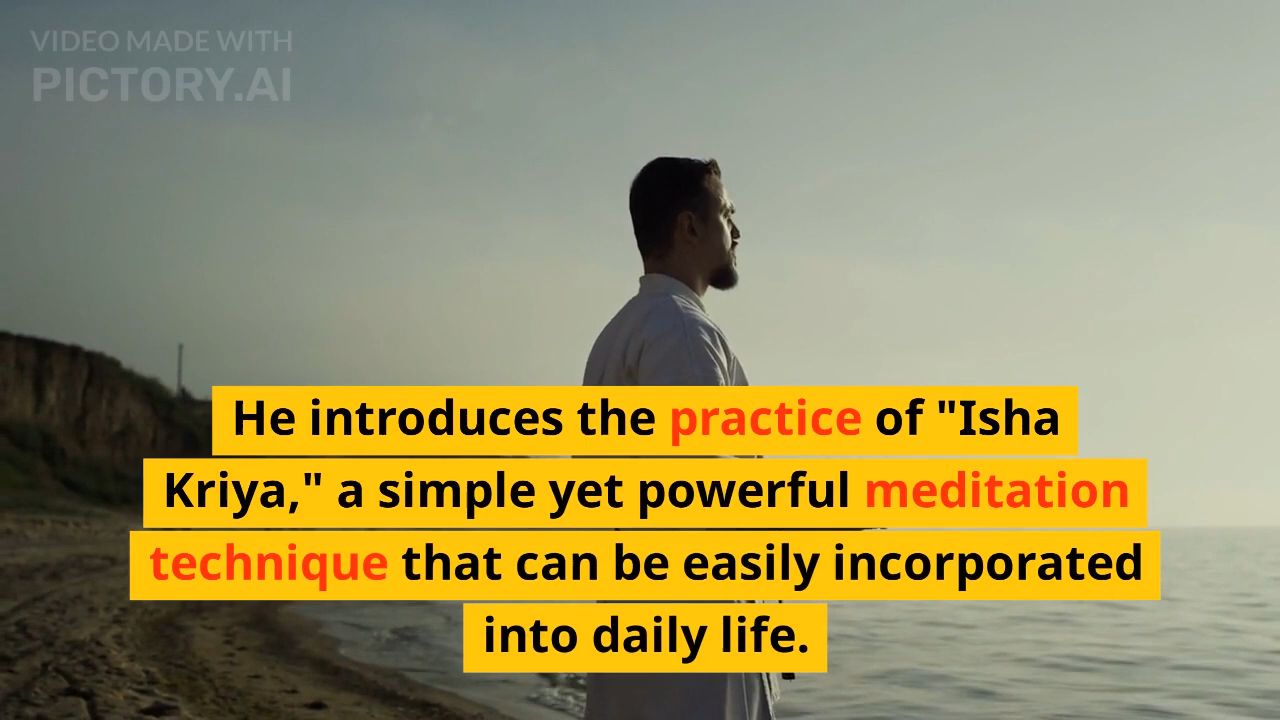 VIDEO MADE WITH
PICTORY.AI
He introduces the practice of "Isha
Kriya," a simple yet powerful meditation
technique that can be easily incorporated
into daily life.